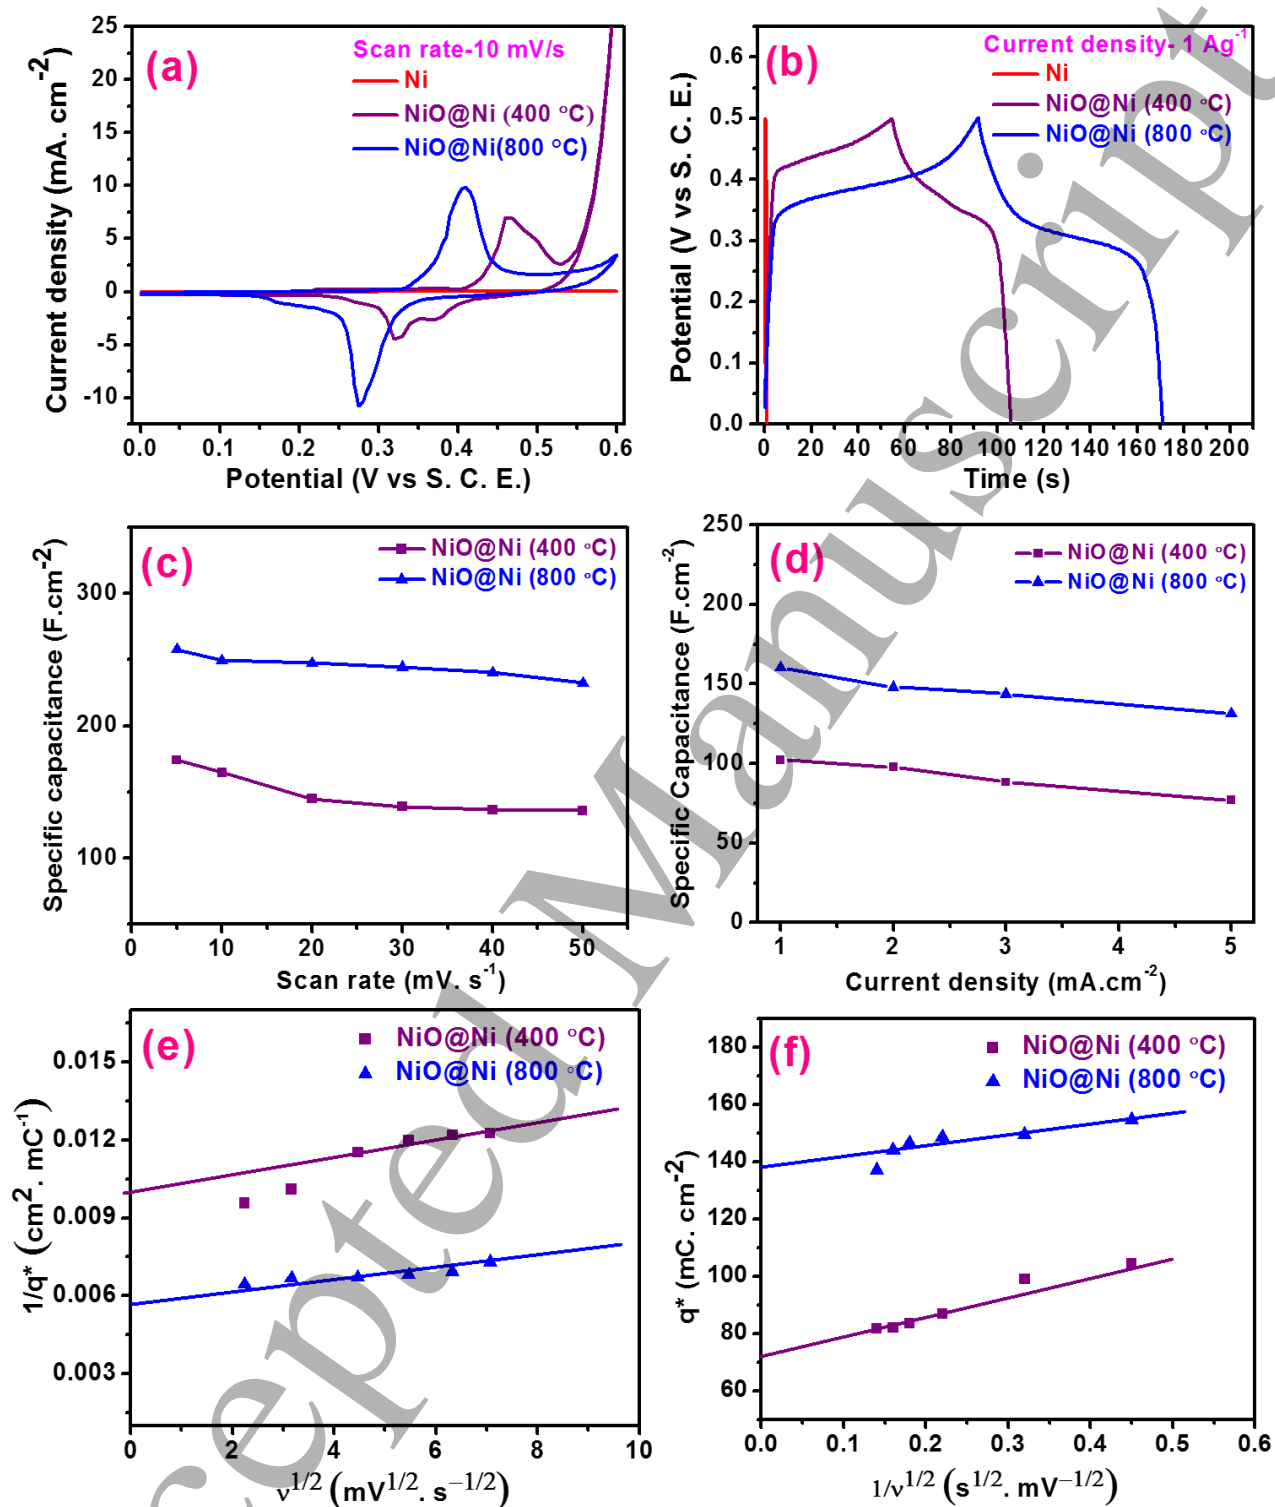 (a)
Scan rate-10 mV/s
Ni
NiO@Ni (400 °C)
NiO@Ni(800 °C)
Current density (mA. cm-2)
25
20
15
10
5
0
-5
-10
0.0 0.1 0.2 0.3 0.4 0.5 0.6
Potential (V vs S. C. E.)
(b)
Current density- 1 Ag-1
Ni
NiO@Ni (400 °C)
NiO@Ni (800 °C)
Potential (V vs S. C. E.)
0.6
0.5
0.4
0.3
0.2
0.1
0.0
0 20 40 60 80 100 120 140 160 180 200
Time (s)
(c)
NiO@Ni (400 °C)
NiO@Ni (800 °C)
Specific capacitance (F.cm-2)
300
200
100
0 10 20 30 40 50
Scan rate (mV. s-1)
(d)
NiO@Ni (400 °C)
NiO@Ni (800 °C)
Specific Capacitance (F.cm-2)
250
200
150
100
50
0
1 2 3 4 5
Current density (mA.cm-2)
(e)
NiO@Ni (400 °C)
NiO@Ni (800 °C)
1/q* (cm2. mC-1)
0.015
0.012
0.009
0.006
0.003
0 2 4 6 8 10
ν1/2 (mV1/2. s−1/2)
(f)
NiO@Ni (400 °C)
NiO@Ni (800 °C)
q* (mC. cm-2)
180
160
140
120
100
80
60
0.0 0.1 0.2 0.3 0.4 0.5 0.6
1/ν1/2 (s1/2. mV−1/2)
cepted Manuscript